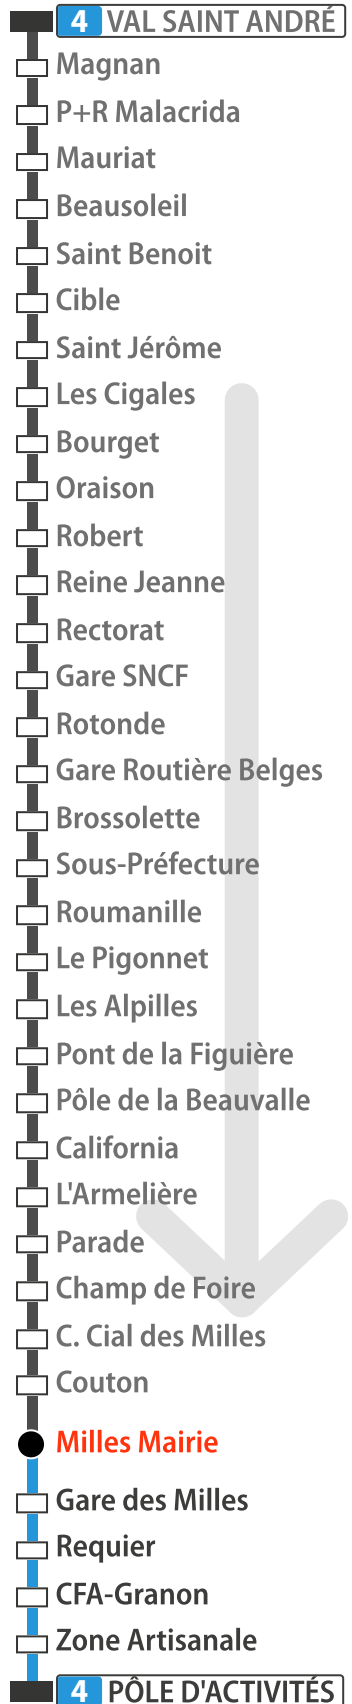 4 VAL SAINT ANDRÉ
Magnan
P+R Malacrida
Mauriat
Beausoleil
Saint Benoit
Cible
Saint Jérôme
Les Cigales
Bourget
Oraison
Robert
Reine Jeanne
Rectorat
Gare SNCF
Rotonde
Gare Routière Belges
Brossolette
Sous-Préfecture
Roumanille
Le Pigonnet
Les Alpilles
Pont de la Figuière
Pôle de la Beauvalle
California
L'Armelière
Parade
Champ de Foire
C. Cial des Milles
Couton
Milles Mairie
Gare des Milles
Requier
CFA-Granon
Zone Artisanale
4 PÔLE D'ACTIVITÉS